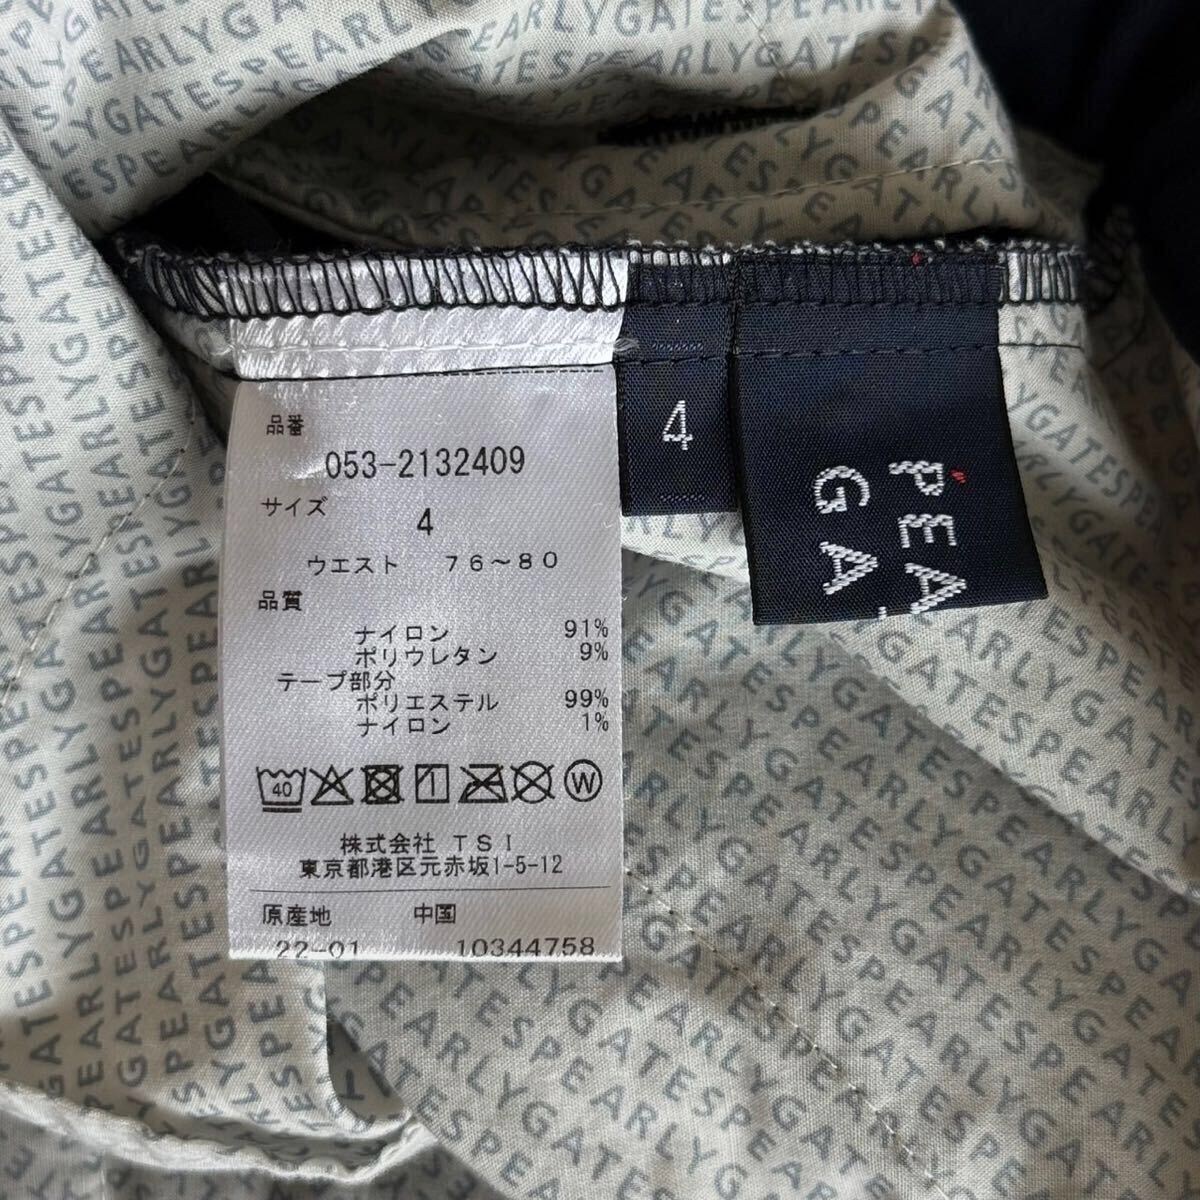 品番
053-2132409
サイズ
4
ウエスト 76～80
品質
ナイロン 91%
ポリウレタン 9%
テープ部分
ポリエステル 99%
ナイロン 1%
40
1
W
株式会社 TSI
東京都港区元赤坂1-5-12
原産地 中国
22-01 10344758
4
PEA
GA
PEARLYGATESPEARLYGATESPEARLYGATES